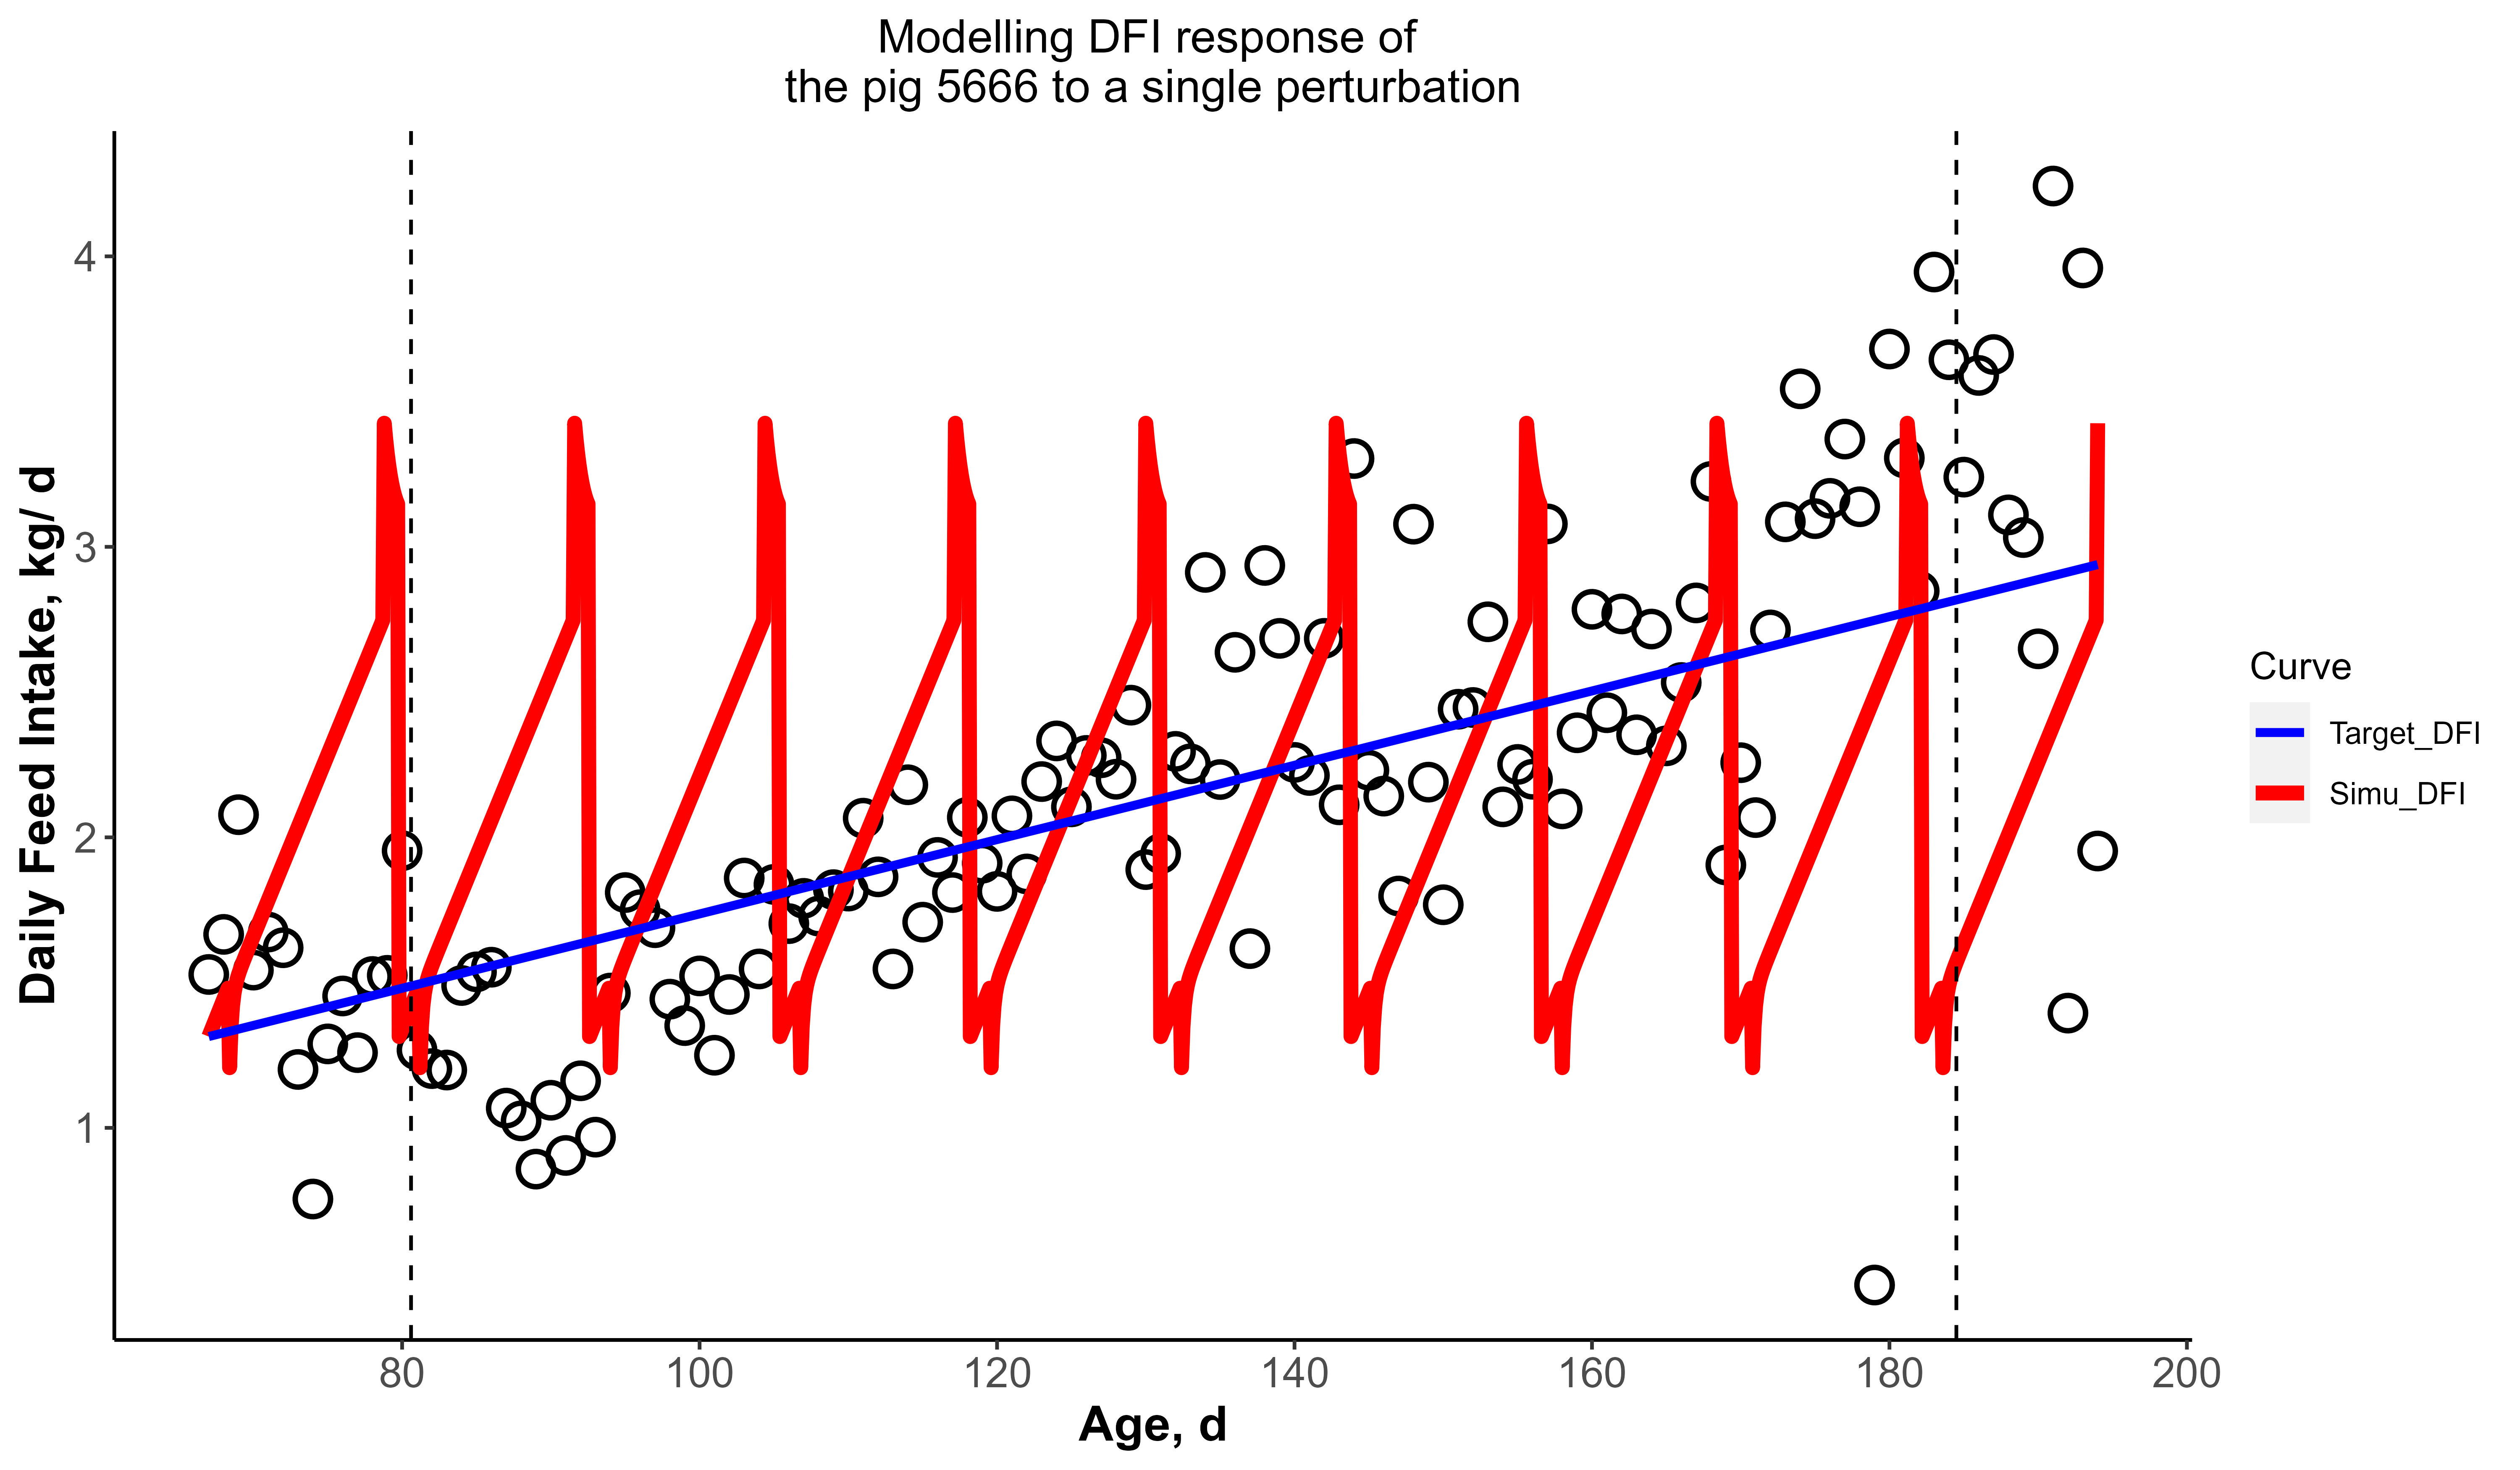 Modelling DFI response of
the pig 5666 to a single perturbation
Daily Feed Intake, kg/ d
4
3
2
1
80 100 120 140 160 180 200
Age, d
Curve
Target_DFI
Simu_DFI